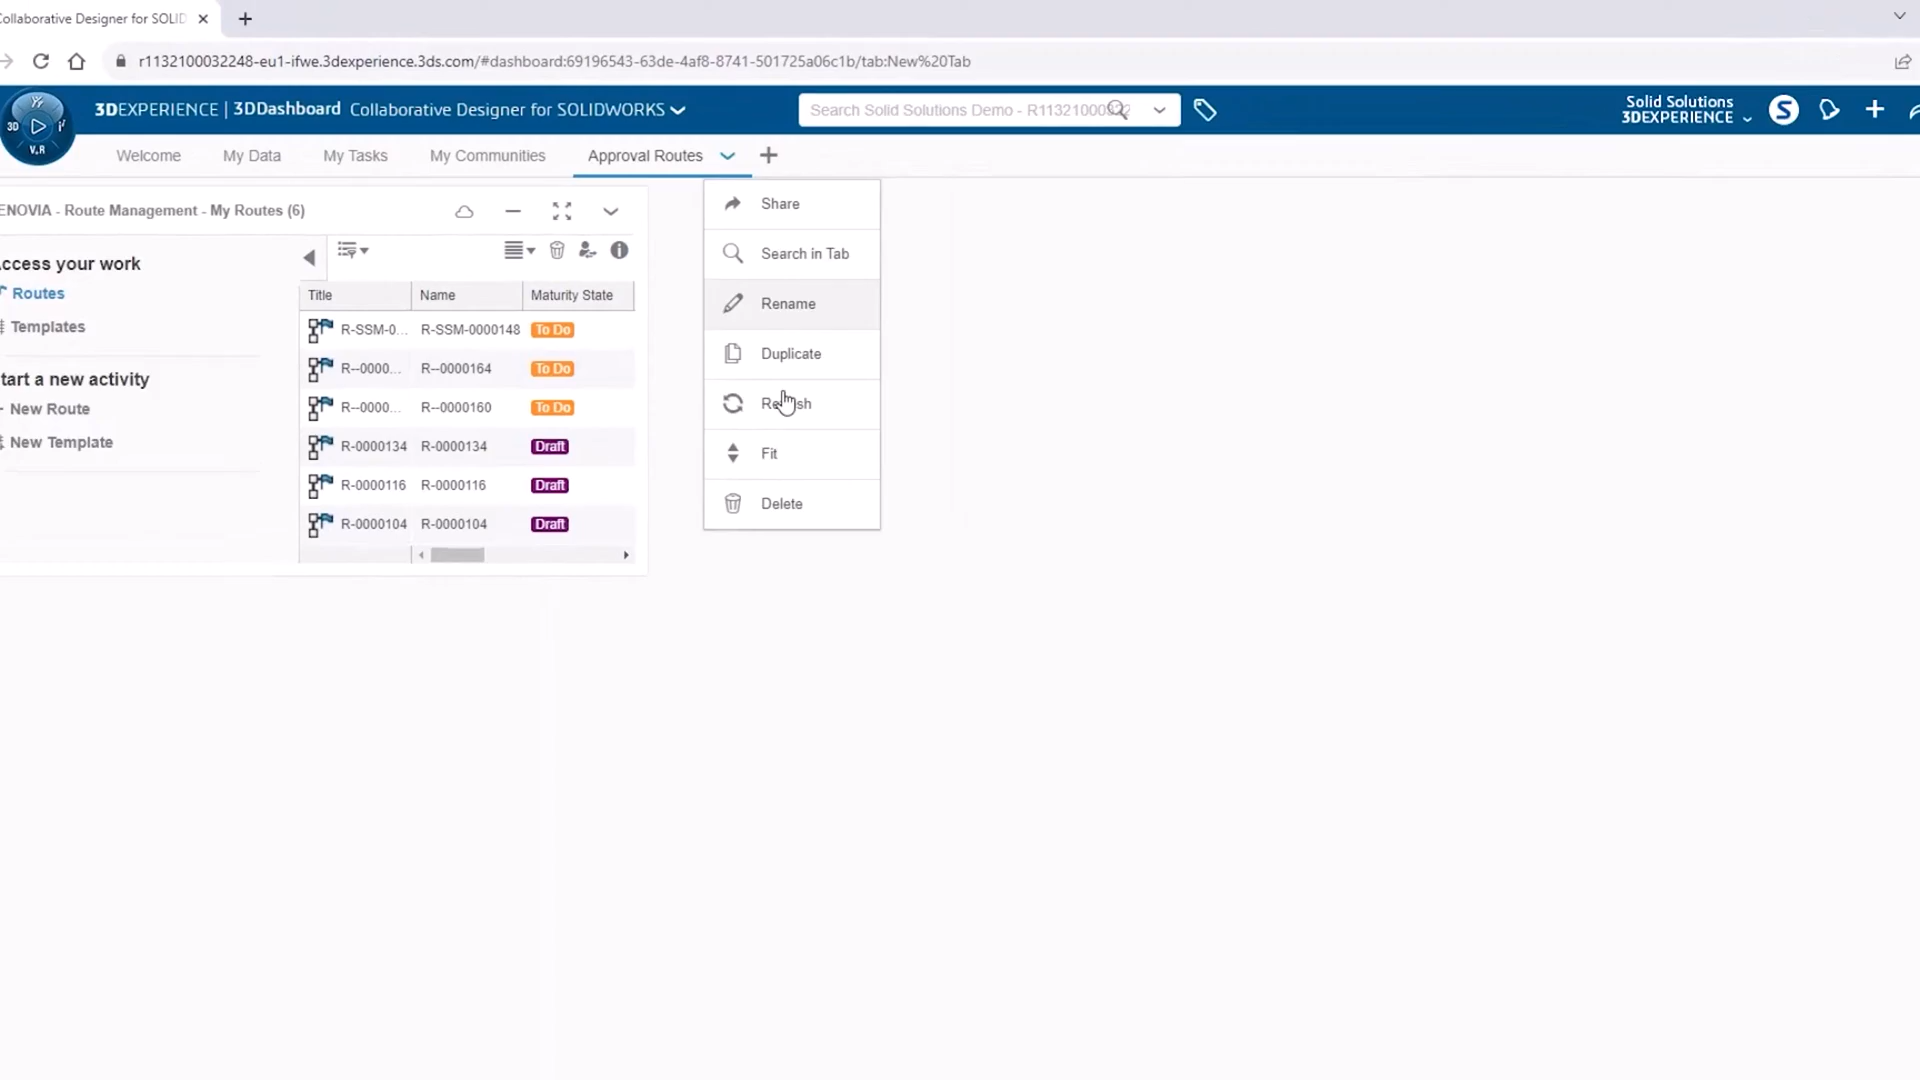 Collaborative Designer for SOLID
r1132100032248-eu1-ifwe.3dexperience.3ds.com/#dashboard:69196543-63de-4af8-8741-501725a06c1b/tab:New%20Tab
3DEXPERIENCE | 3DDashboard Collaborative Designer for SOLIDWORKS
Search Solid Solutions Demo - R11321000322
Solid Solutions
3DEXPERIENCE
3D
V.R
Welcome
My Data
My Tasks
My Communities
Approval Routes
ENOVIA - Route Management - My Routes (6)
ccess your work
Routes
Templates
tart a new activity
New Route
New Template
Title Name Maturity State
R-SSM-0... R-SSM-0000148 To Do
R--0000... R--0000164 To Do
R--0000... R--0000160 To Do
R-0000134 R-0000134 Draft
R-0000116 R-0000116 Draft
R-0000104 R-0000104 Draft
Share
Search in Tab
Rename
Duplicate
Refresh
Fit
Delete